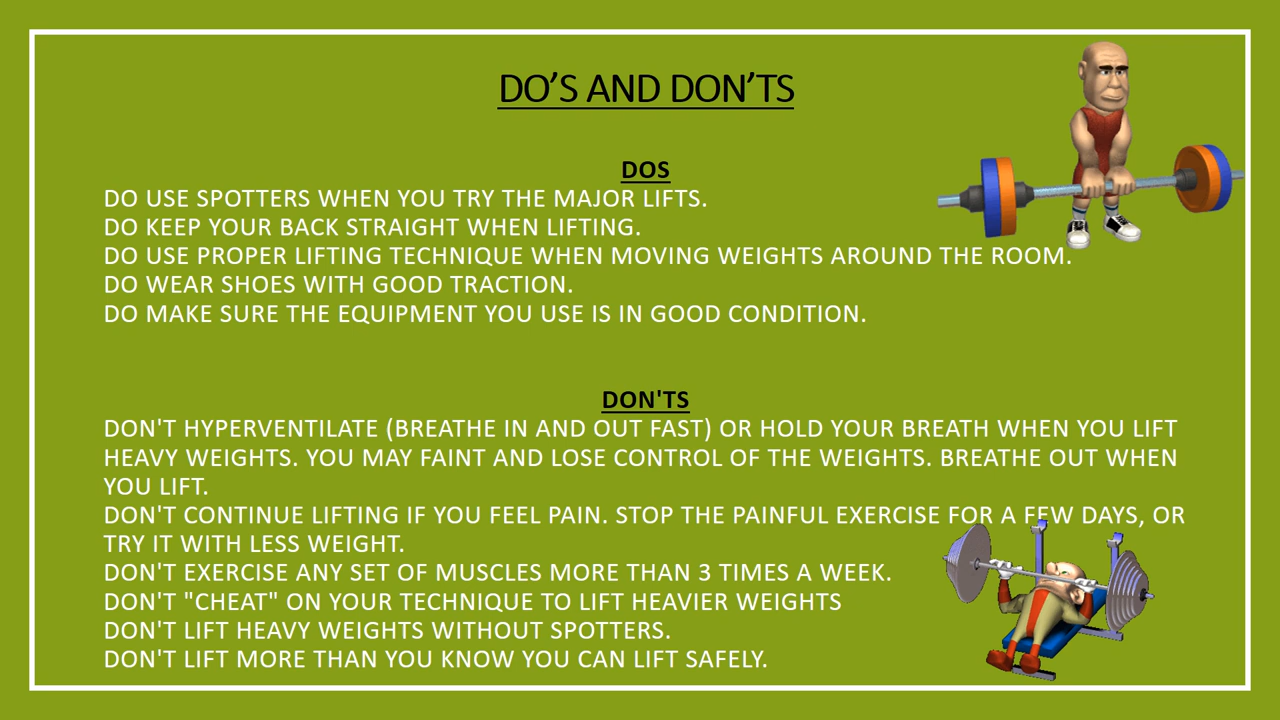 DO’S AND DON’TS
DOS
DO USE SPOTTERS WHEN YOU TRY THE MAJOR LIFTS.
DO KEEP YOUR BACK STRAIGHT WHEN LIFTING.
DO USE PROPER LIFTING TECHNIQUE WHEN MOVING WEIGHTS AROUND THE ROOM.
DO WEAR SHOES WITH GOOD TRACTION.
DO MAKE SURE THE EQUIPMENT YOU USE IS IN GOOD CONDITION.
DON'TS
DON'T HYPERVENTILATE (BREATHE IN AND OUT FAST) OR HOLD YOUR BREATH WHEN YOU LIFT
HEAVY WEIGHTS. YOU MAY FAINT AND LOSE CONTROL OF THE WEIGHTS. BREATHE OUT WHEN
YOU LIFT.
DON'T CONTINUE LIFTING IF YOU FEEL PAIN. STOP THE PAINFUL EXERCISE FOR A FEW DAYS, OR
TRY IT WITH LESS WEIGHT.
DON'T EXERCISE ANY SET OF MUSCLES MORE THAN 3 TIMES A WEEK.
DON'T "CHEAT" ON YOUR TECHNIQUE TO LIFT HEAVIER WEIGHTS
DON'T LIFT HEAVY WEIGHTS WITHOUT SPOTTERS.
DON'T LIFT MORE THAN YOU KNOW YOU CAN LIFT SAFELY.